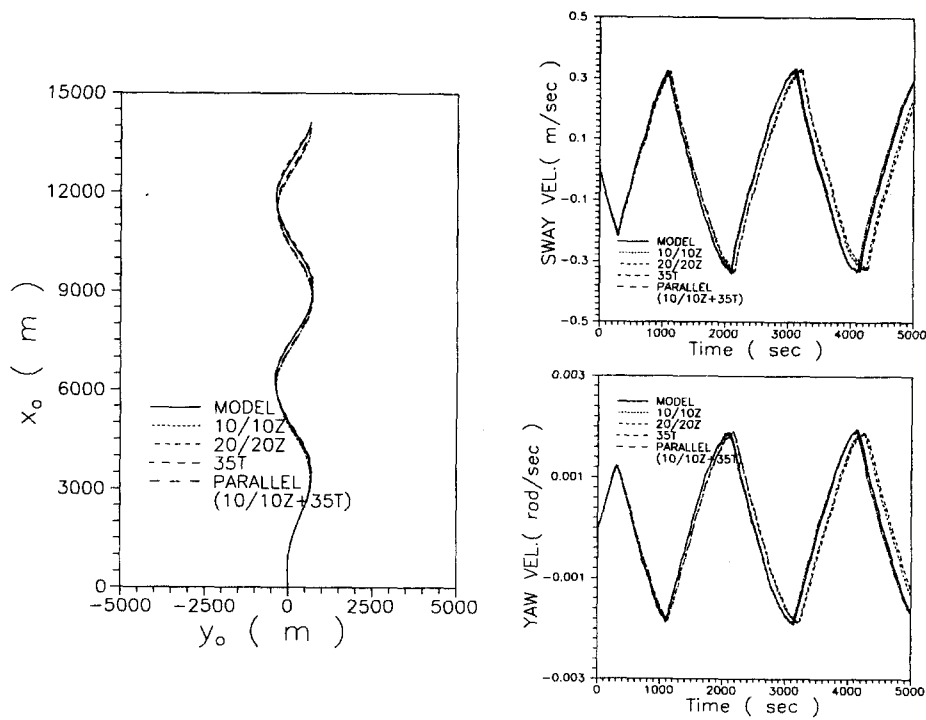 15000
12000
9000
6000
3000
0
x₀ ( m )
MODEL
10/10Z
20/20Z
35T
PARALLEL
(10/10Z+35T)
-5000 -2500 0 2500 5000
y₀ ( m )
0.5
0.3
0.1
-0.1
-0.3
-0.5
SWAY VEL.( m/sec )
MODEL
10/10Z
20/20Z
35T
PARALLEL
(10/10Z+35T)
0 1000 2000 3000 4000 5000
Time ( sec )
0.003
0.001
-0.001
-0.003
YAW VEL.( rad/sec )
MODEL
10/10Z
20/20Z
35T
PARALLEL
(10/10Z+35T)
0 1000 2000 3000 4000 5000
Time ( sec )